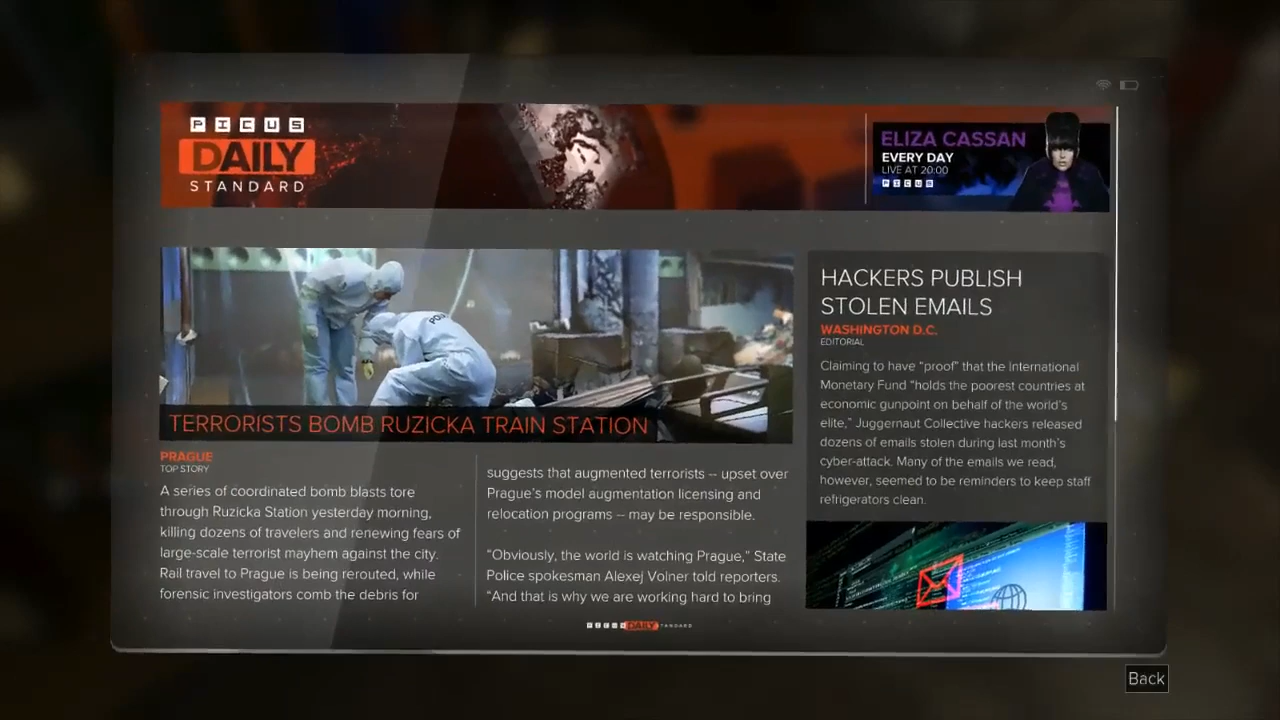 PICUS
DAILY
STANDARD
ELIZA CASSAN
EVERY DAY
LIVE AT 20:00
PICUS
TERRORISTS BOMB RUZICKA TRAIN STATION
PRAGUE
TOP STORY
A series of coordinated bomb blasts tore
through Ruzicka Station yesterday morning,
killing dozens of travelers and renewing fears of
large-scale terrorist mayhem against the city.
Rail travel to Prague is being rerouted, while
forensic investigators comb the debris for
suggests that augmented terrorists -- upset over
Prague's model augmentation licensing and
relocation programs -- may be responsible.
“Obviously, the world is watching Prague,” State
Police spokesman Alexej Volner told reporters.
“And that is why we are working hard to bring
HACKERS PUBLISH
STOLEN EMAILS
WASHINGTON D.C.
EDITORIAL
Claiming to have “proof” that the International
Monetary Fund “holds the poorest countries at
economic gunpoint on behalf of the world's
elite,” Juggernaut Collective hackers released
dozens of emails stolen during last month's
cyber-attack. Many of the emails we read,
however, seemed to be reminders to keep staff
refrigerators clean.
PICUS DAILY STANDARD
Back